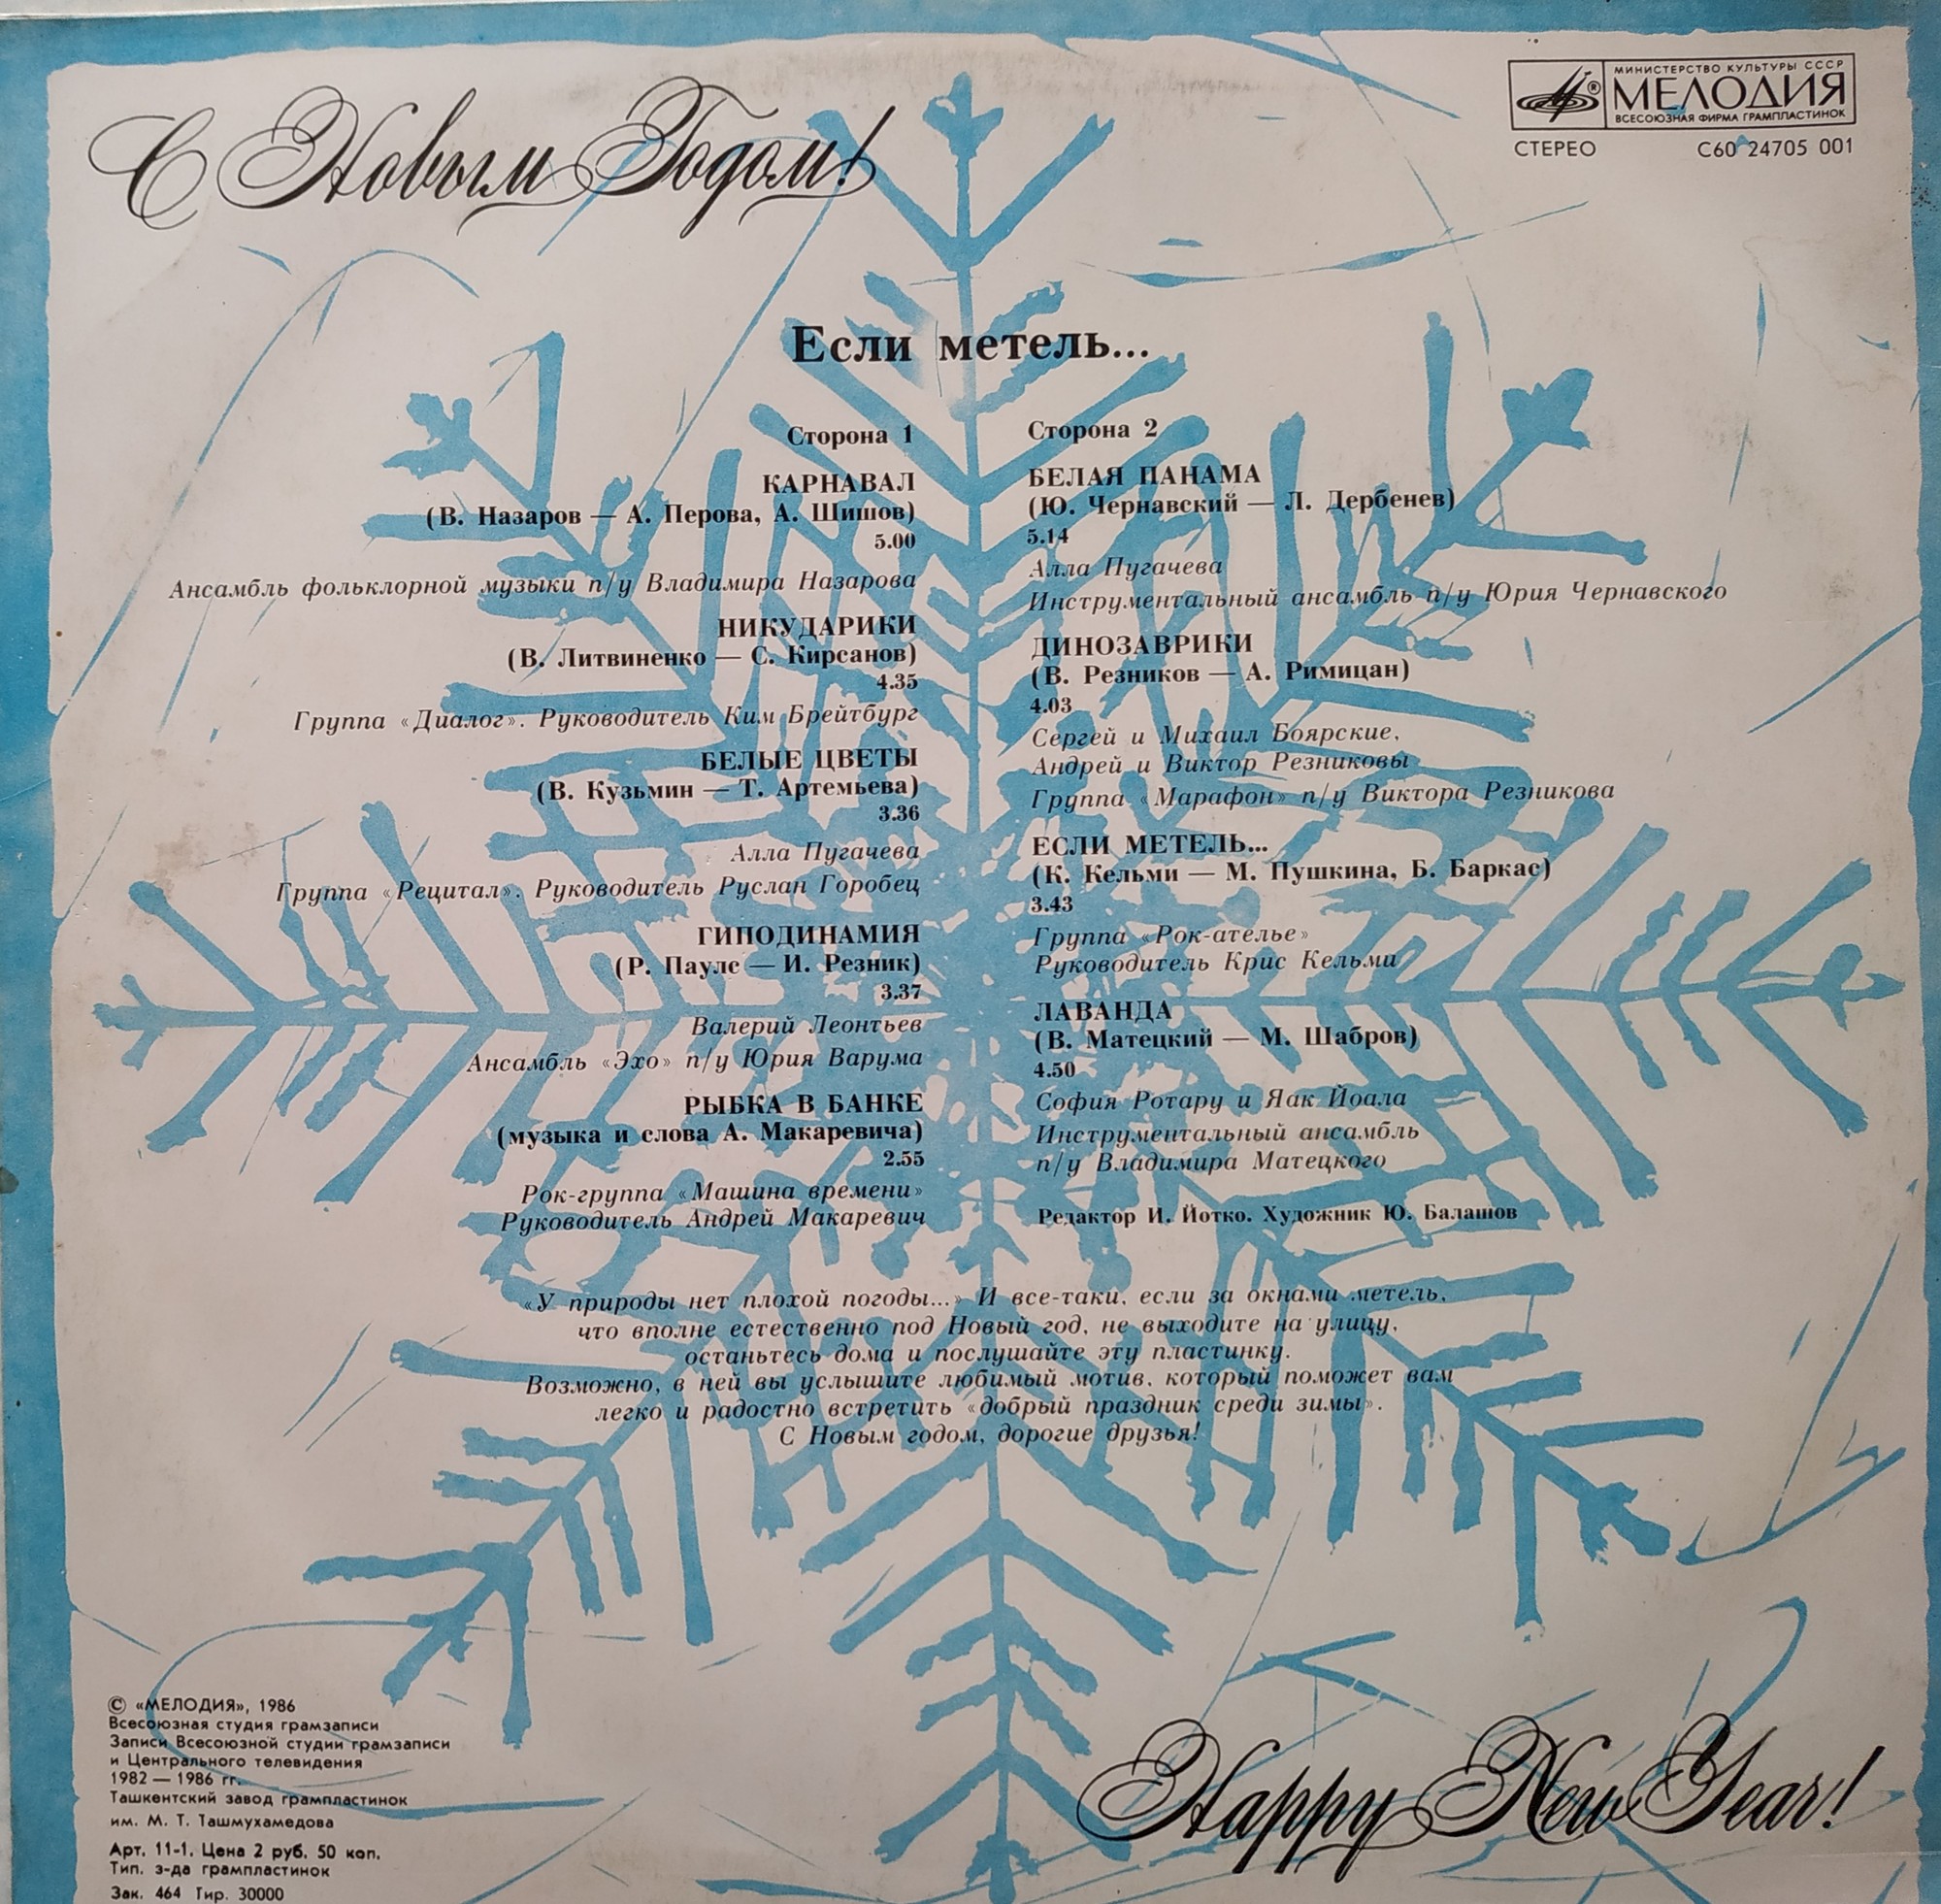 С Новым Годом!
МИНИСТЕРСТВО КУЛЬТУРЫ СССР
МЕЛОДИЯ
ВСЕСОЮЗНАЯ ФИРМА ГРАМПЛАСТИНОК
СТЕРЕО С60 24705 001
Если метель...
Сторона 1
КАРНАВАЛ
(В. Назаров — А. Перова, А. Шишов)
5.00
Ансамбль фольклорной музыки п/у Владимира Назарова
НИКУДАРИКИ
(В. Литвиненко — С. Кирсанов)
4.35
Группа «Диалог». Руководитель Ким Брейтбург
БЕЛЫЕ ЦВЕТЫ
(В. Кузьмин — Т. Артемьева)
3.36
Алла Пугачева
Группа «Рецитал». Руководитель Руслан Горобец
ГИПОДИНАМИЯ
(Р. Паулс — И. Резник)
3.37
Валерий Леонтьев
Ансамбль «Эхо» п/у Юрия Варума
РЫБКА В БАНКЕ
(музыка и слова А. Макаревича)
2.55
Рок-группа «Машина времени»
Руководитель Андрей Макаревич
Сторона 2
БЕЛАЯ ПАНАМА
(Ю. Чернавский — Л. Дербенев)
5.14
Алла Пугачева
Инструментальный ансамбль п/у Юрия Чернавского
ДИНОЗАВРИКИ
(В. Резников — А. Римицан)
4.03
Сергей и Михаил Боярские,
Андрей и Виктор Резниковы
Группа «Марафон» п/у Виктора Резникова
ЕСЛИ МЕТЕЛЬ...
(К. Кельми — М. Пушкина, Б. Баркас)
3.43
Группа «Рок-ателье»
Руководитель Крис Кельми
ЛАВАНДА
(В. Матецкий — М. Шабров)
4.50
София Ротару и Яак Йоала
Инструментальный ансамбль
п/у Владимира Матецкого
Редактор И. Йотко. Художник Ю. Балашов
«У природы нет плохой погоды...» И все-таки, если за окнами метель,
что вполне естественно под Новый год, не выходите на улицу,
останьтесь дома и послушайте эту пластинку.
Возможно, в ней вы услышите любимый мотив, который поможет вам
легко и радостно встретить «добрый праздник среди зимы».
С Новым годом, дорогие друзья!
© «МЕЛОДИЯ», 1986
Всесоюзная студия грамзаписи
Записи Всесоюзной студии грамзаписи
и Центрального телевидения
1982 — 1986 гг.
Ташкентский завод грампластинок
им. М. Т. Ташмухамедова
Арт. 11-1. Цена 2 руб. 50 коп.
Тип. з-да грампластинок
Зак. 464 Тир. 30000
Happy New Year!